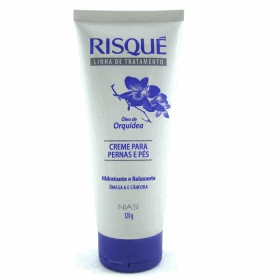 RISQUÉ
LINHA DE TRATAMENTO
Óleo de
Orquídea
CREME PARA
PERNAS E PÉS
Hidratante e Relaxante
ÔMEGA 6 E CÂNFORA
NIASI
120g